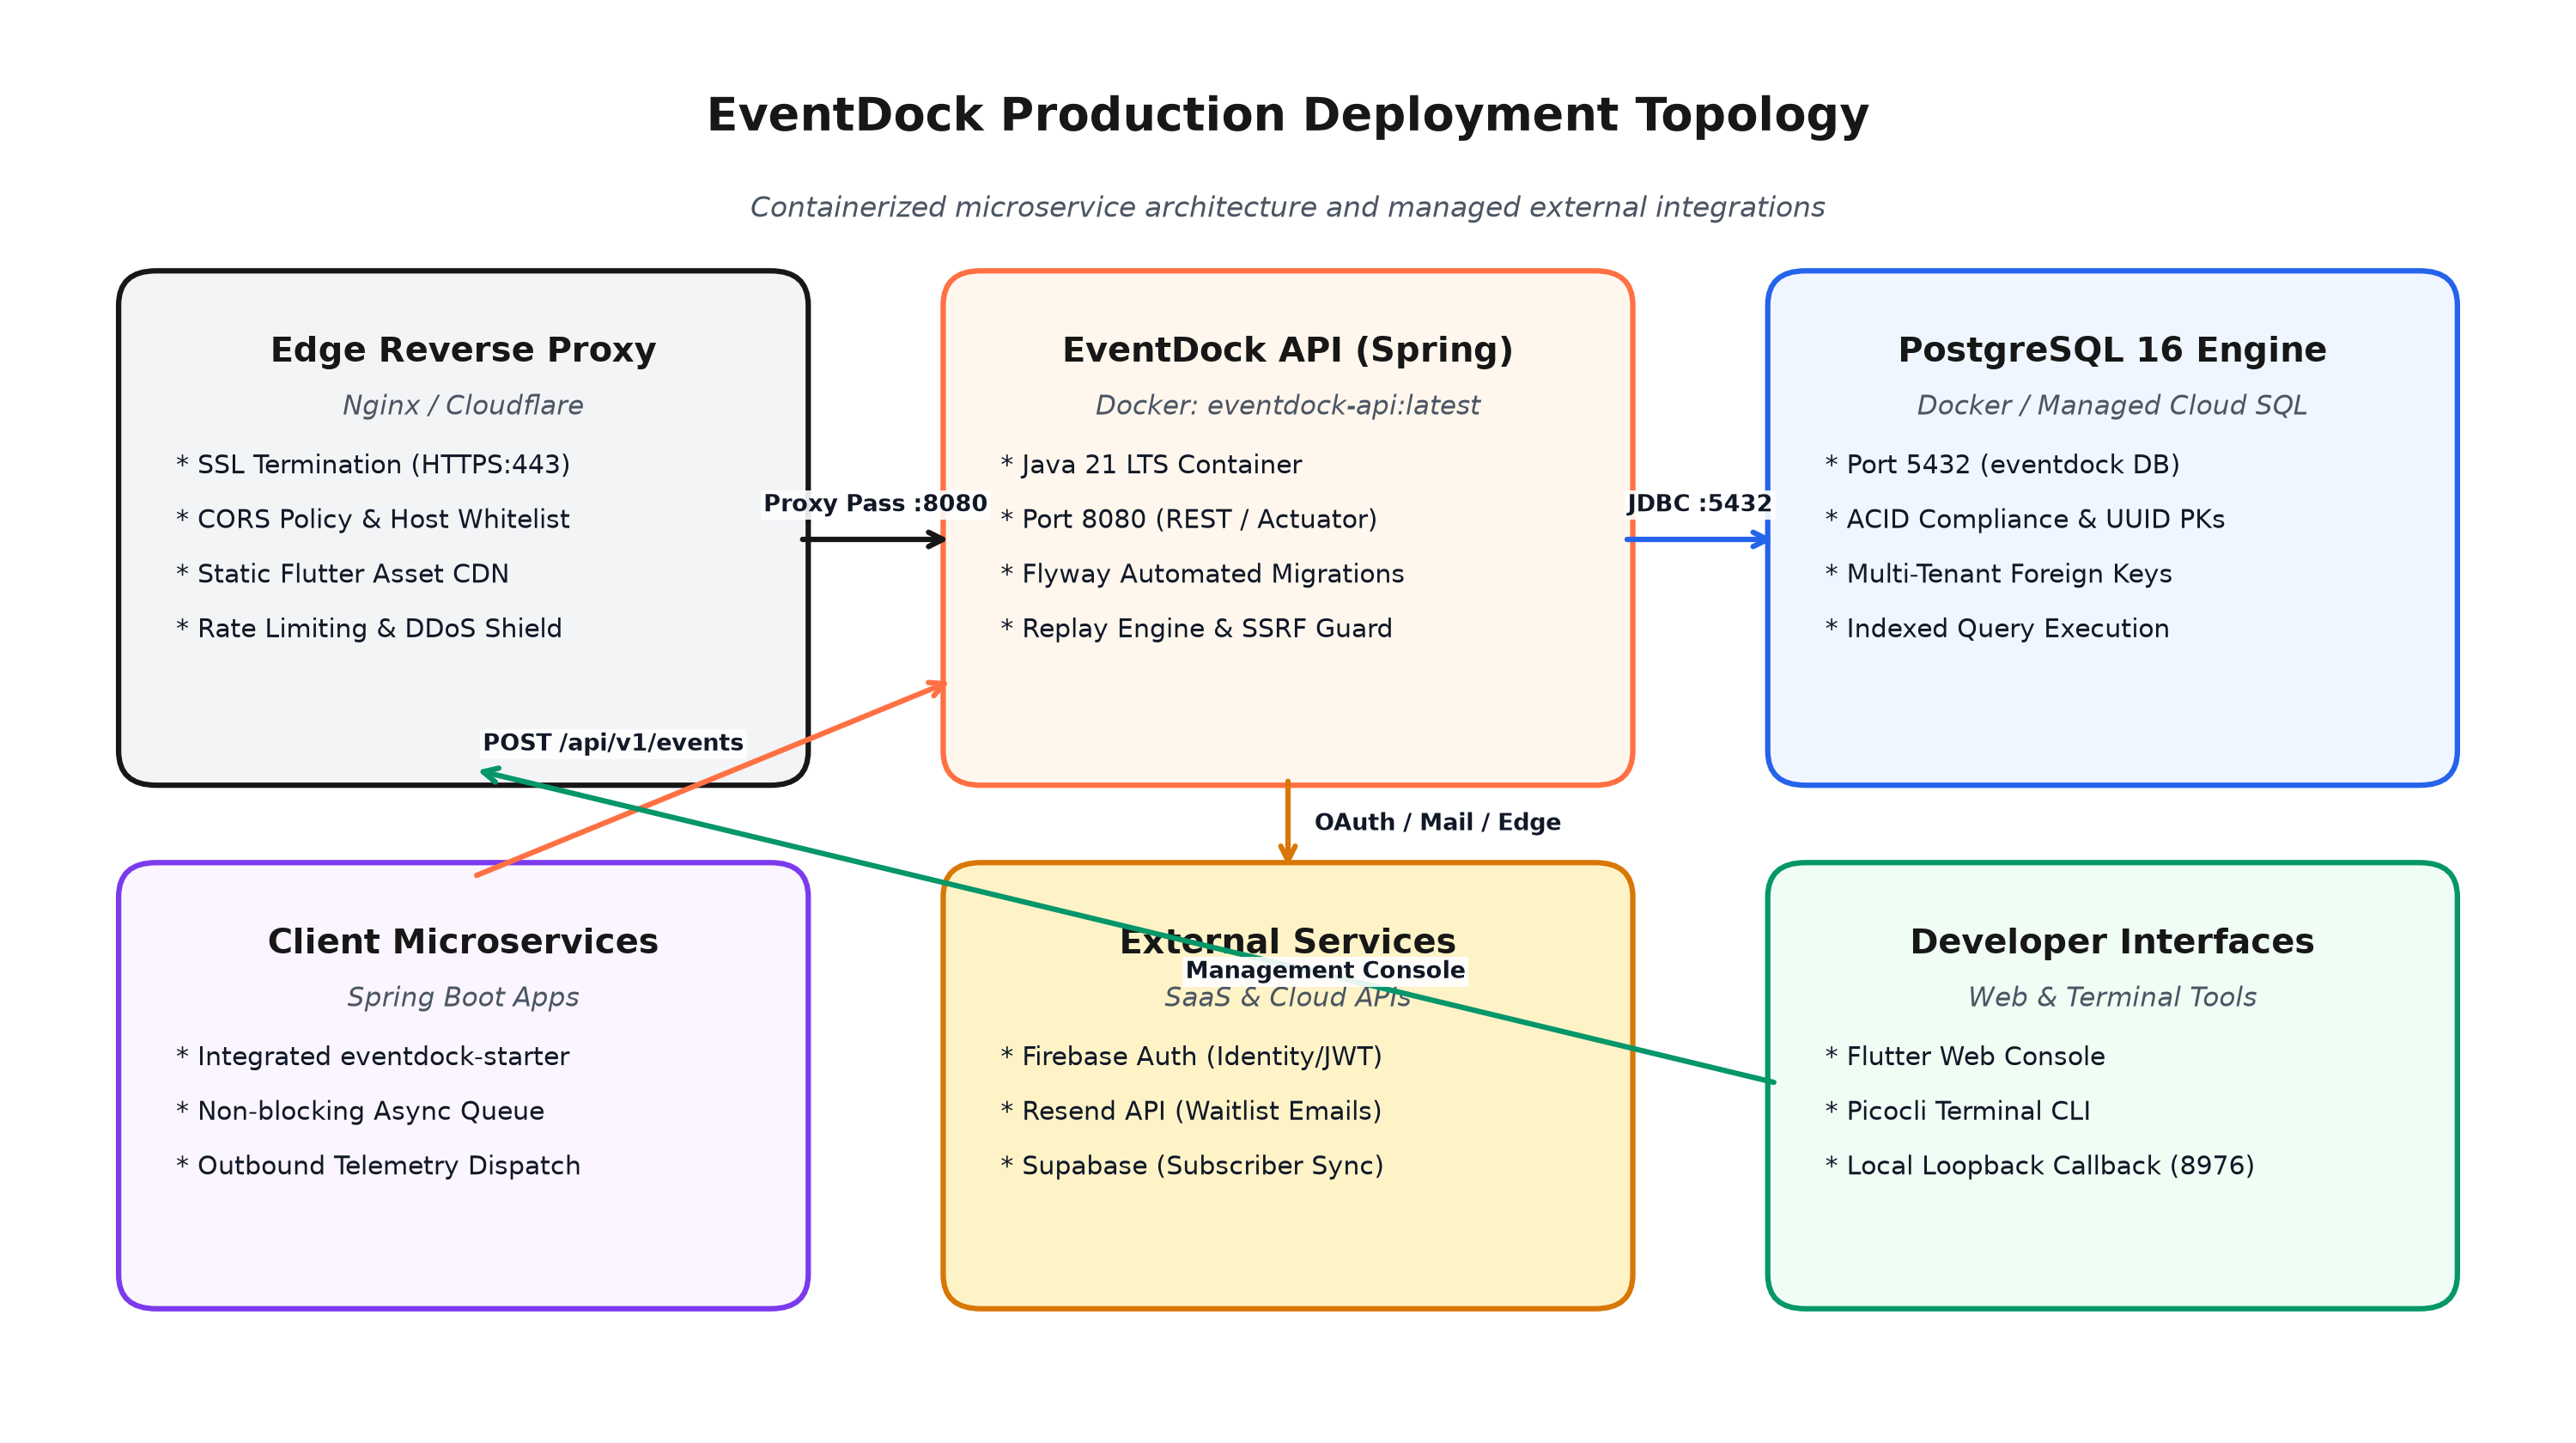 EventDock Production Deployment Topology
Containerized microservice architecture and managed external integrations
Edge Reverse Proxy
Nginx / Cloudflare
* SSL Termination (HTTPS:443)
* CORS Policy & Host Whitelist
* Static Flutter Asset CDN
* Rate Limiting & DDoS Shield
Proxy Pass :8080
EventDock API (Spring)
Docker: eventdock-api:latest
* Java 21 LTS Container
* Port 8080 (REST / Actuator)
* Flyway Automated Migrations
* Replay Engine & SSRF Guard
JDBC :5432
PostgreSQL 16 Engine
Docker / Managed Cloud SQL
* Port 5432 (eventdock DB)
* ACID Compliance & UUID PKs
* Multi-Tenant Foreign Keys
* Indexed Query Execution
POST /api/v1/events
OAuth / Mail / Edge
Client Microservices
Spring Boot Apps
* Integrated eventdock-starter
* Non-blocking Async Queue
* Outbound Telemetry Dispatch
External Services
Management Console
SaaS & Cloud APIs
* Firebase Auth (Identity/JWT)
* Resend API (Waitlist Emails)
* Supabase (Subscriber Sync)
Developer Interfaces
Web & Terminal Tools
* Flutter Web Console
* Picocli Terminal CLI
* Local Loopback Callback (8976)